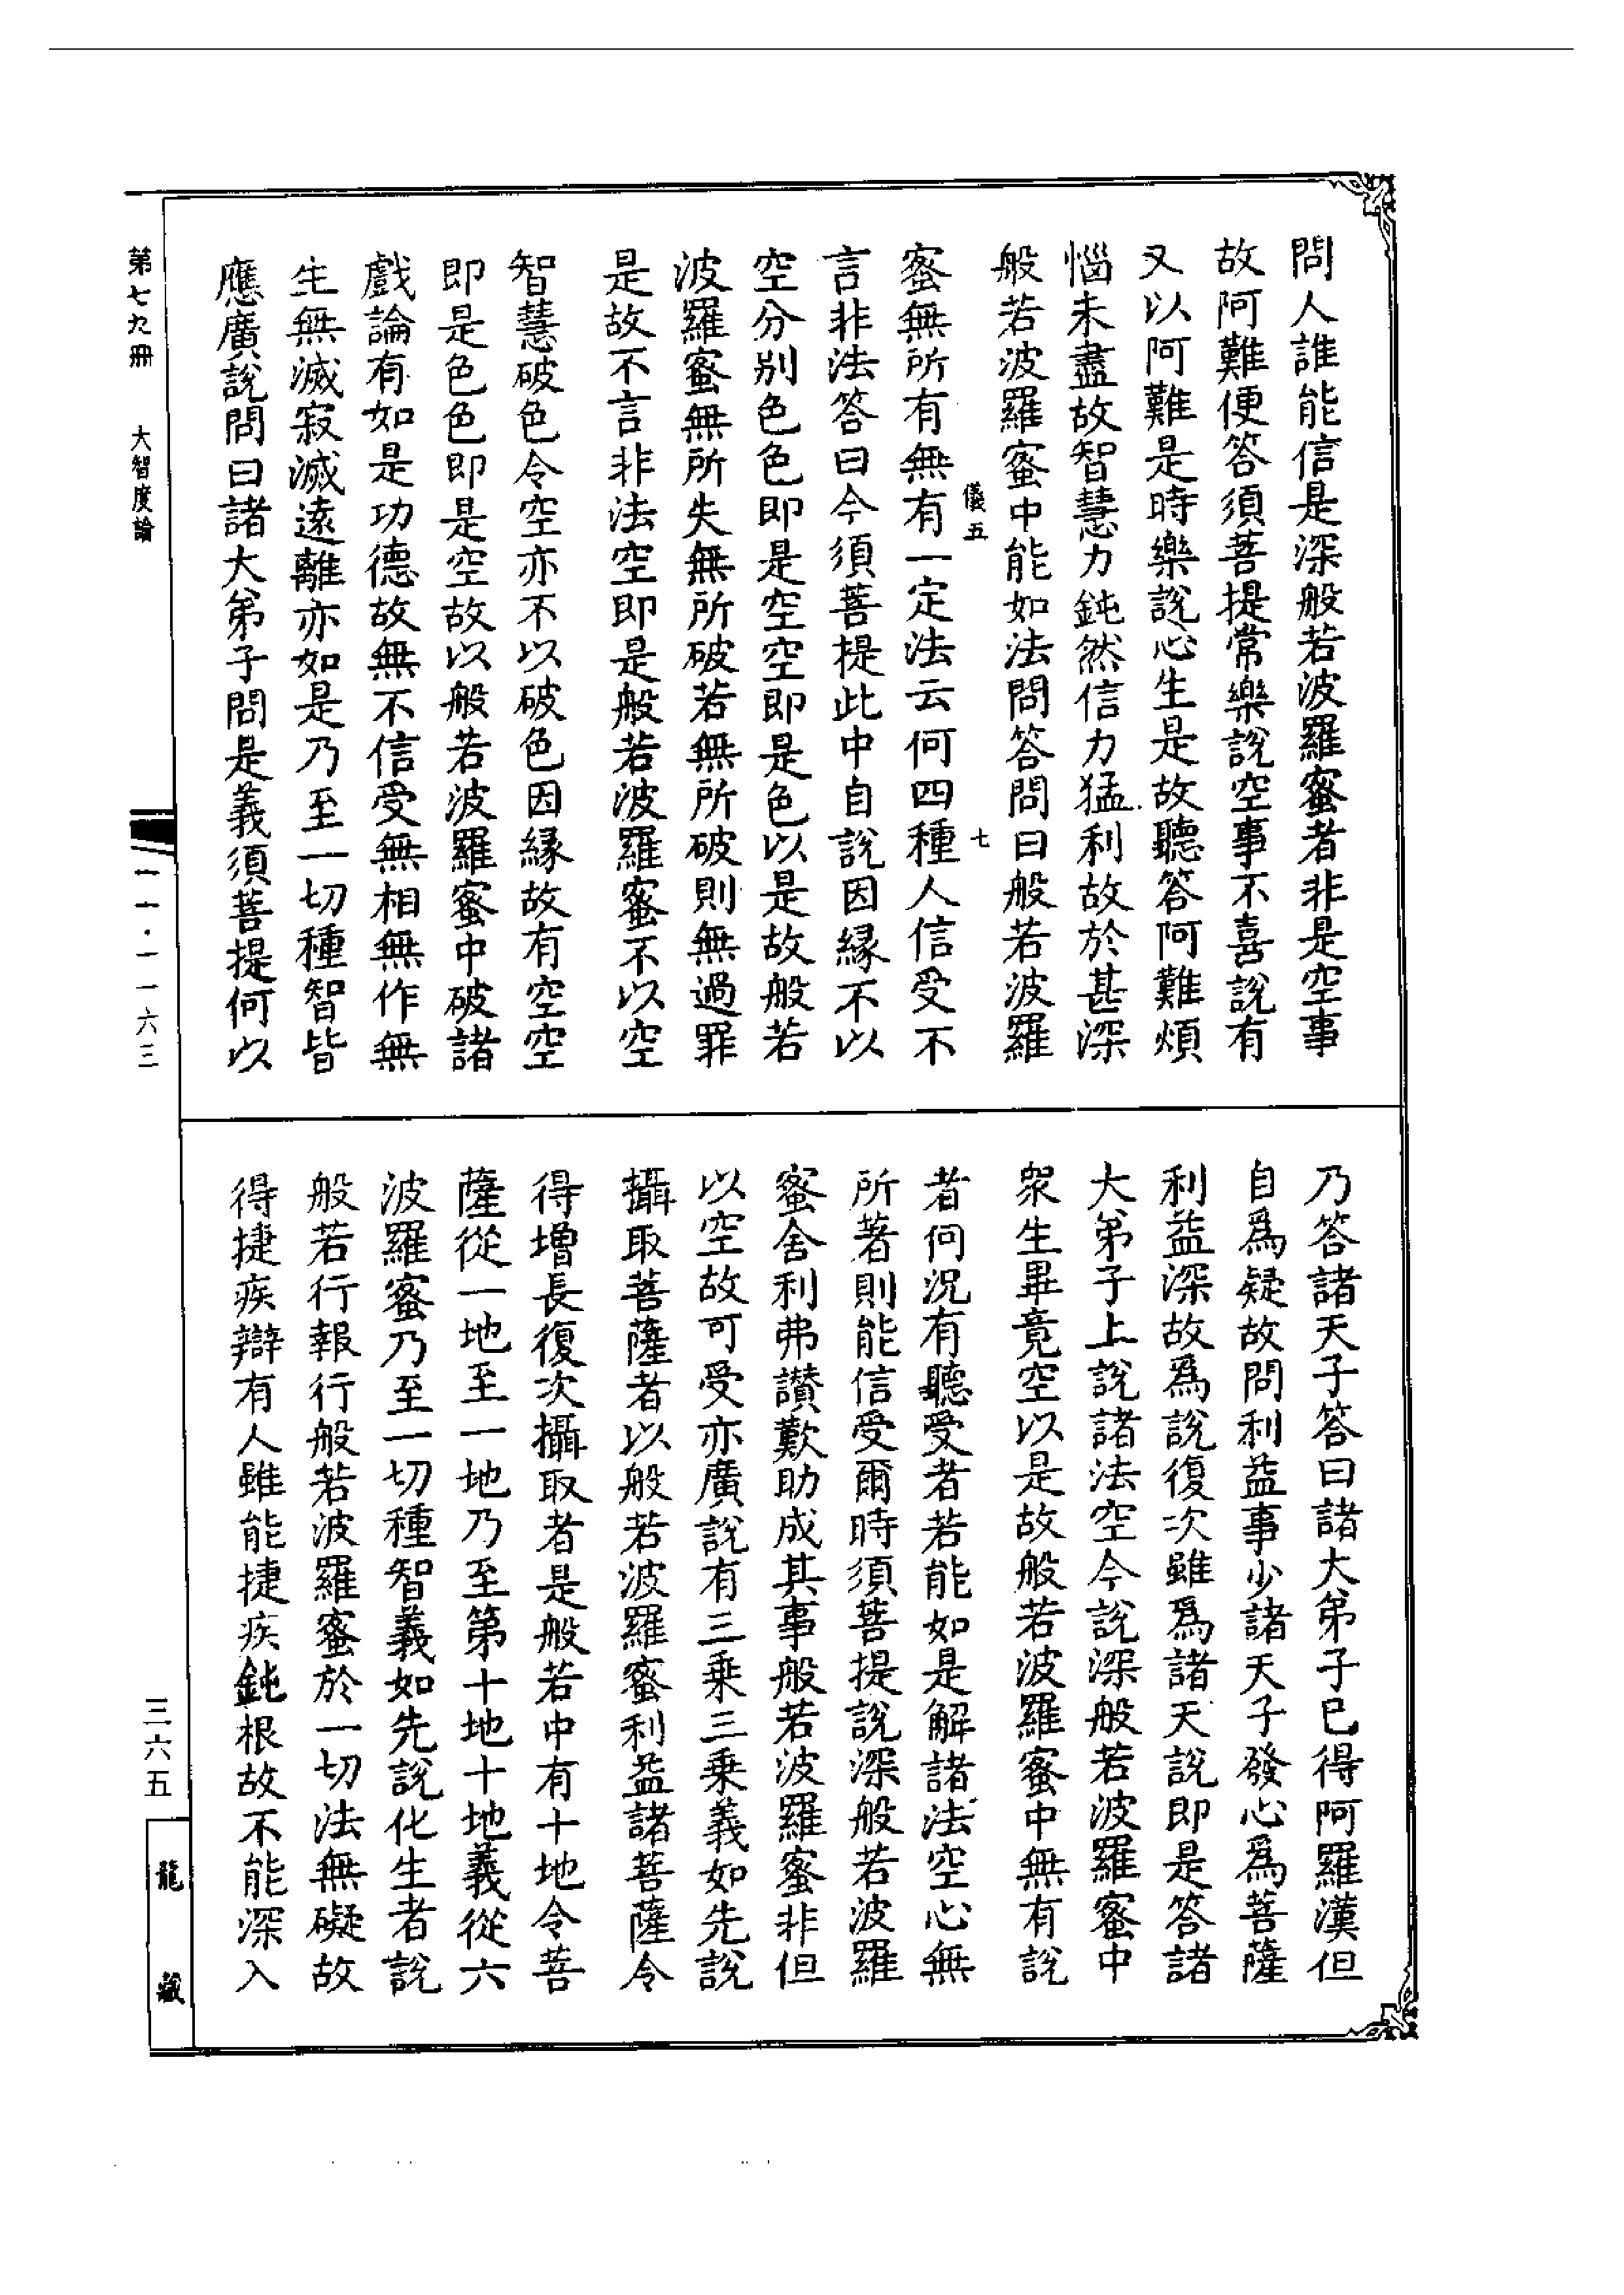 問人誰能信是深般若波羅蜜者非是空事
故阿難便答須菩提常樂說空事不喜說有
又以阿難是時樂說心生是故聽答阿難煩
惱未盡故智慧力鈍然信力猛利故於甚深
般若波羅蜜中能如法問答問曰般若波羅
儀五
七
蜜無所有無有一定法云何四種人信受不
言非法答曰今須菩提此中自說因緣不以
空分別色色即是空空即是色以是故般若
波羅蜜無所失無所破若無所破則無過罪
是故不言非法空即是般若波羅蜜不以空
智慧破色令空亦不以破色因緣故有空空
即是色色即是空故以般若波羅蜜中破諸
戲論有如是功德故無不信受無相無作無
生無滅寂滅遠離亦如是乃至一切種智皆
應廣說問曰諸大弟子問是義須菩提何以
乃答諸天子答曰諸大弟子已得阿羅漢但
自爲疑故問利益事少諸天子發心爲菩薩
利益深故爲說復次雖爲諸天說即是答諸
大弟子上說諸法空今說深般若波羅蜜中
衆生畢竟空以是故般若波羅蜜中無有說
者何況有聽受者若能如是解諸法空心無
所著則能信受爾時須菩提說深般若波羅
蜜舍利弗讚歎助成其事般若波羅蜜非但
以空故可受亦廣說有三乘三乘義如先說
攝取菩薩者以般若波羅蜜利益諸菩薩令
得增長復次攝取者是般若中有十地令菩
薩從一地至一地乃至第十地十地義從六
波羅蜜乃至一切種智義如先說化生者說
般若行報行般若波羅蜜於一切法無礙故
得捷疾辯有人雖能捷疾鈍根故不能深入
第七九冊
大智度論
一一·一一六三
三六五
龍藏